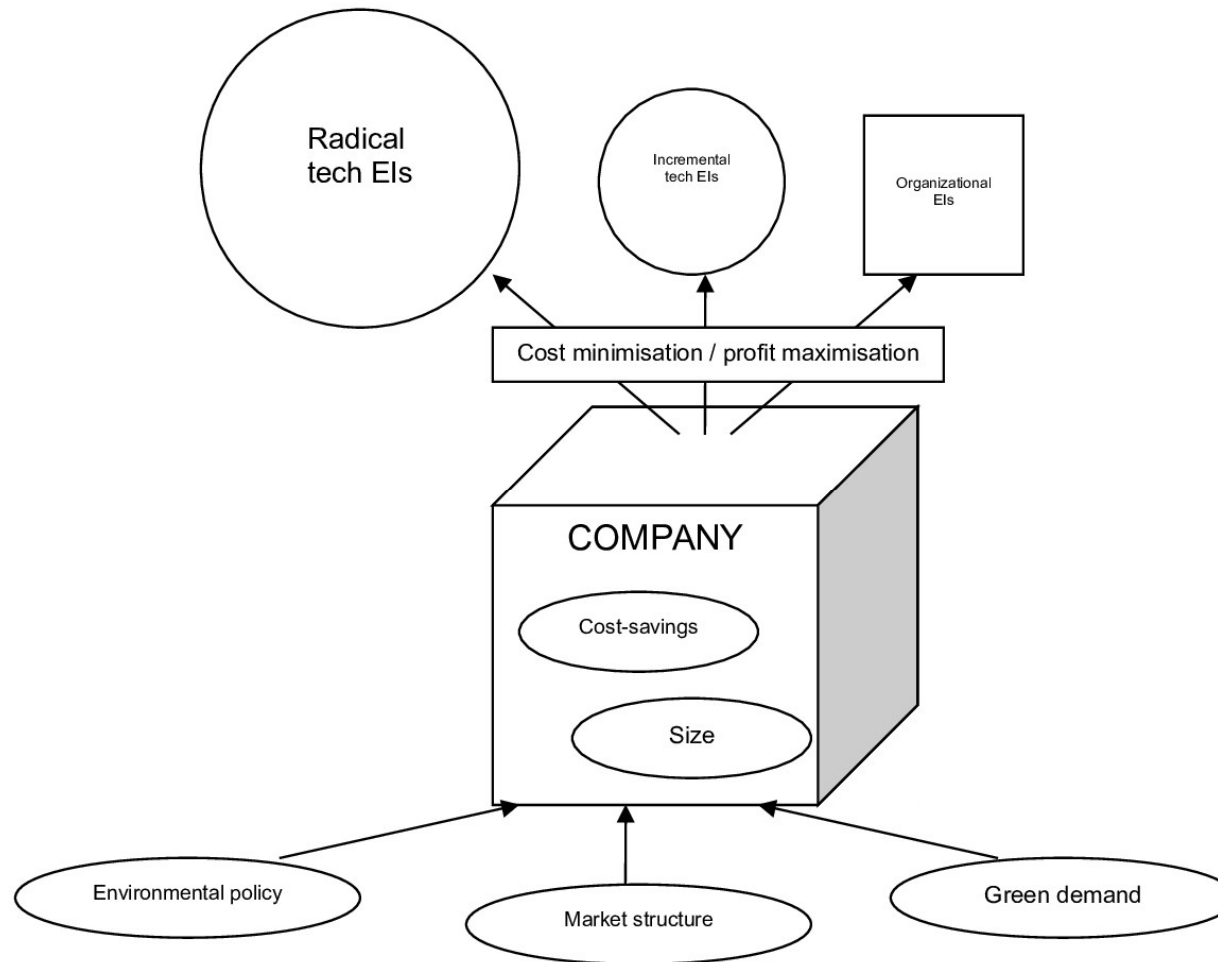 Radical
tech EIs
Incremental
tech EIs
Organizational
EIs
Cost minimisation / profit maximisation
COMPANY
Cost-savings
Size
Environmental policy
Market structure
Green demand